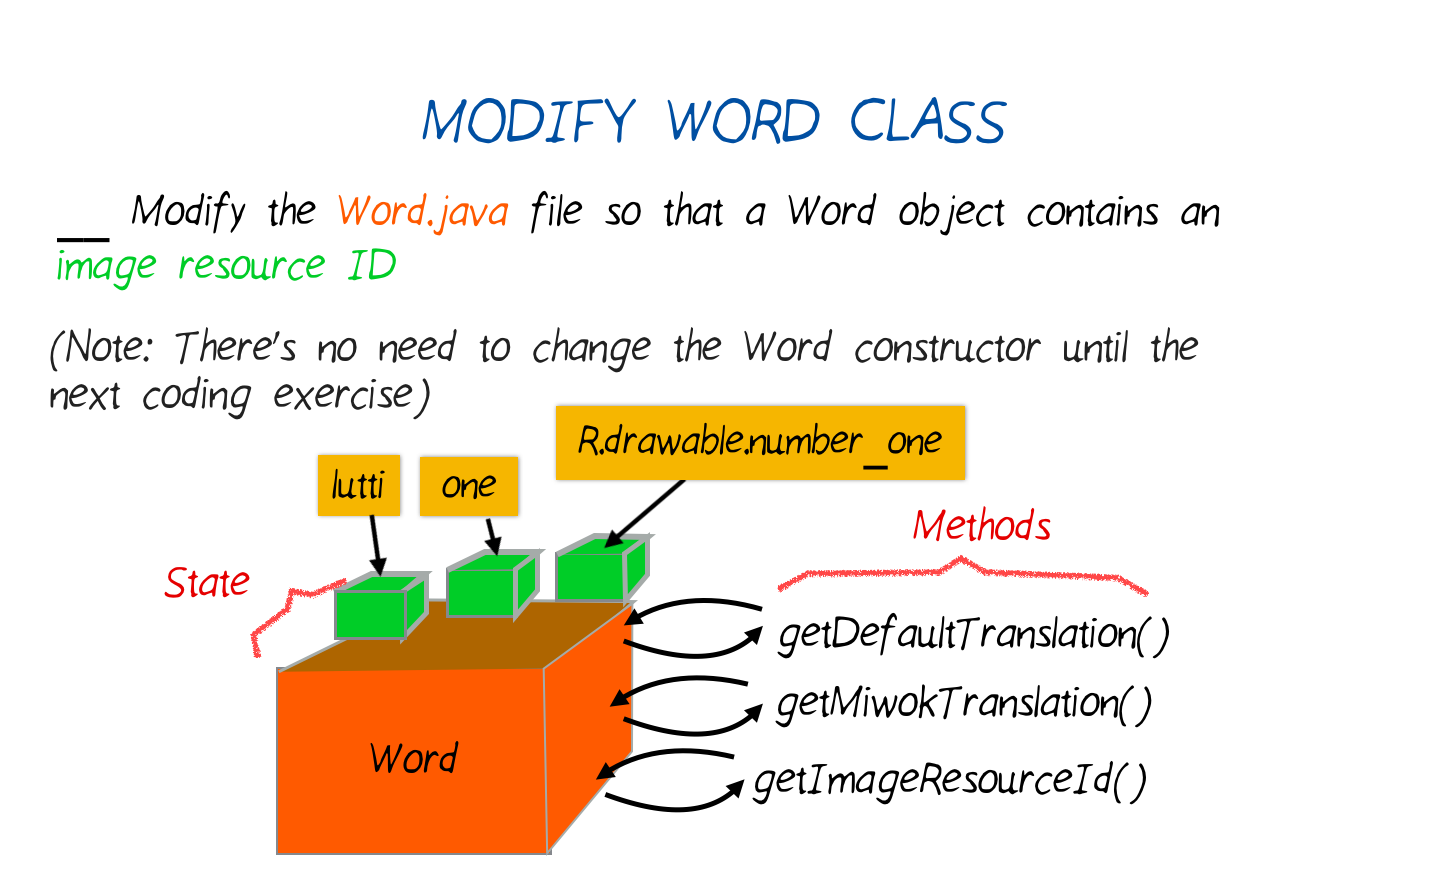 MODIFY WORD CLASS
__ Modify the Word.java file so that a Word object contains an
image resource ID
(Note: There's no need to change the Word constructor until the
next coding exercise)
R.drawable.number_one
lutti
one
Methods
State
getDefaultTranslation()
getMiwokTranslation()
Word
getImageResourceId()